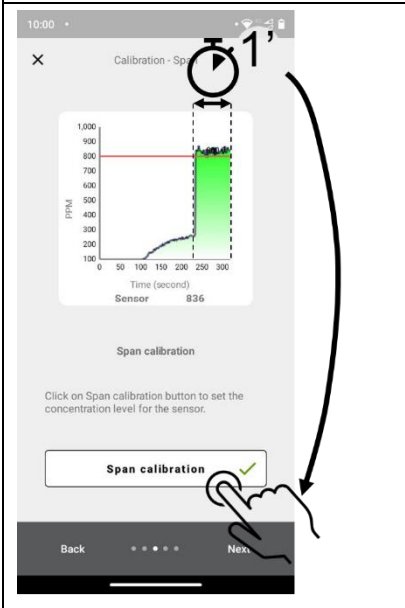 10:00
1'
Calibration - Sp
1,000
900
800
700
600
500
400
300
200
100
PPM
0 50 100 150 200 250 300
Time (second)
Sensor 836
Span calibration
Click on Span calibration button to set the
concentration level for the sensor.
Span calibration
Back Next